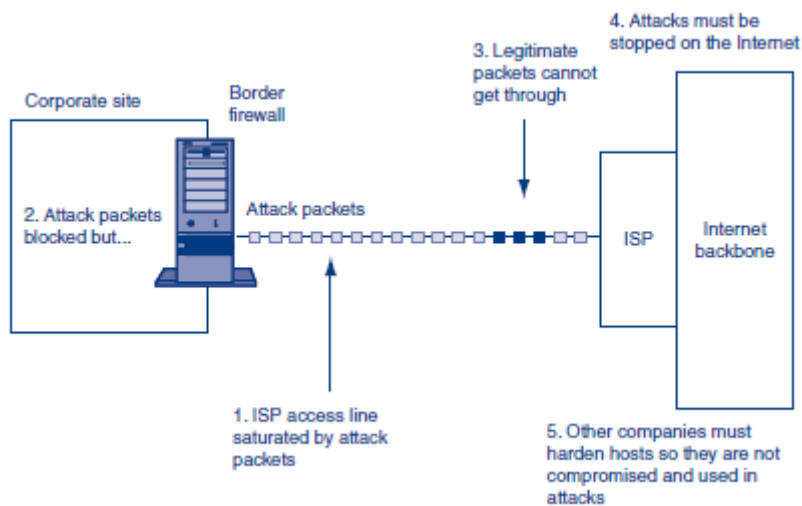 4. Attacks must be
stopped on the Internet
3. Legitimate
packets cannot
get through
Corporate site
Border
firewall
2. Attack packets
blocked but...
Attack packets
ISP
Internet
backbone
1. ISP access line
saturated by attack
packets
5. Other companies must
harden hosts so they are not
compromised and used in
attacks